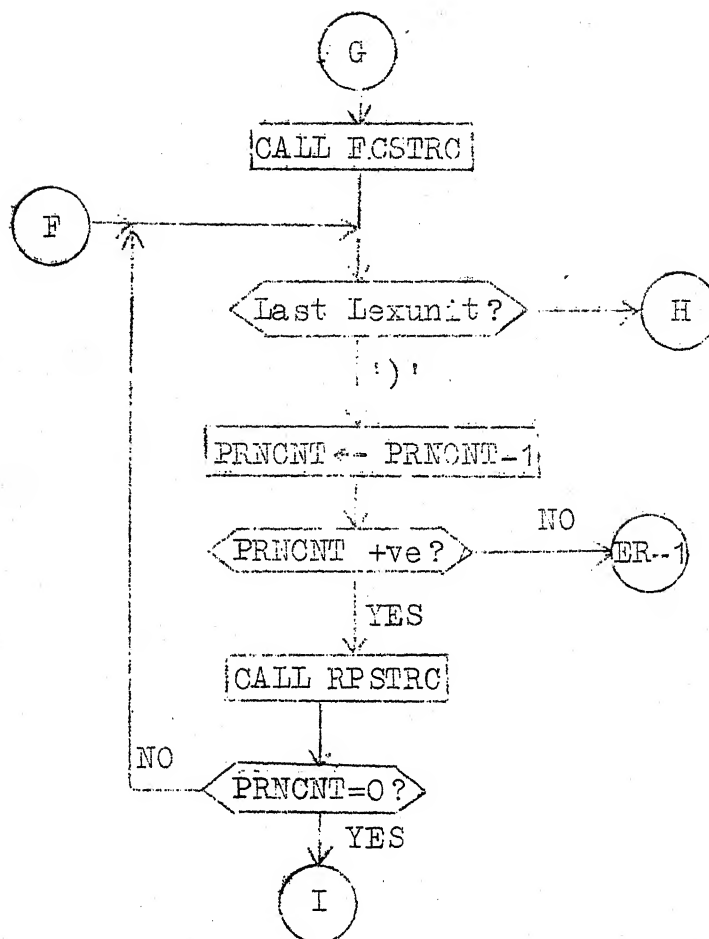 G
CALL FCSTRC
F
Last Lexunit?
H
')'
PRNCNT ← PRNCNT-1
PRNCNT +ve?
NO
ER-1
YES
CALL RPSTRC
NO
PRNCNT=0?
YES
I